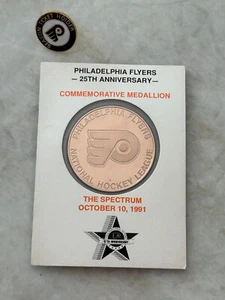 PHILADELPHIA FLYERS
— 25TH ANNIVERSARY —
COMMEMORATIVE MEDALLION
PHILADELPHIA FLYERS
NATIONAL HOCKEY LEAGUE
THE SPECTRUM
OCTOBER 10, 1991